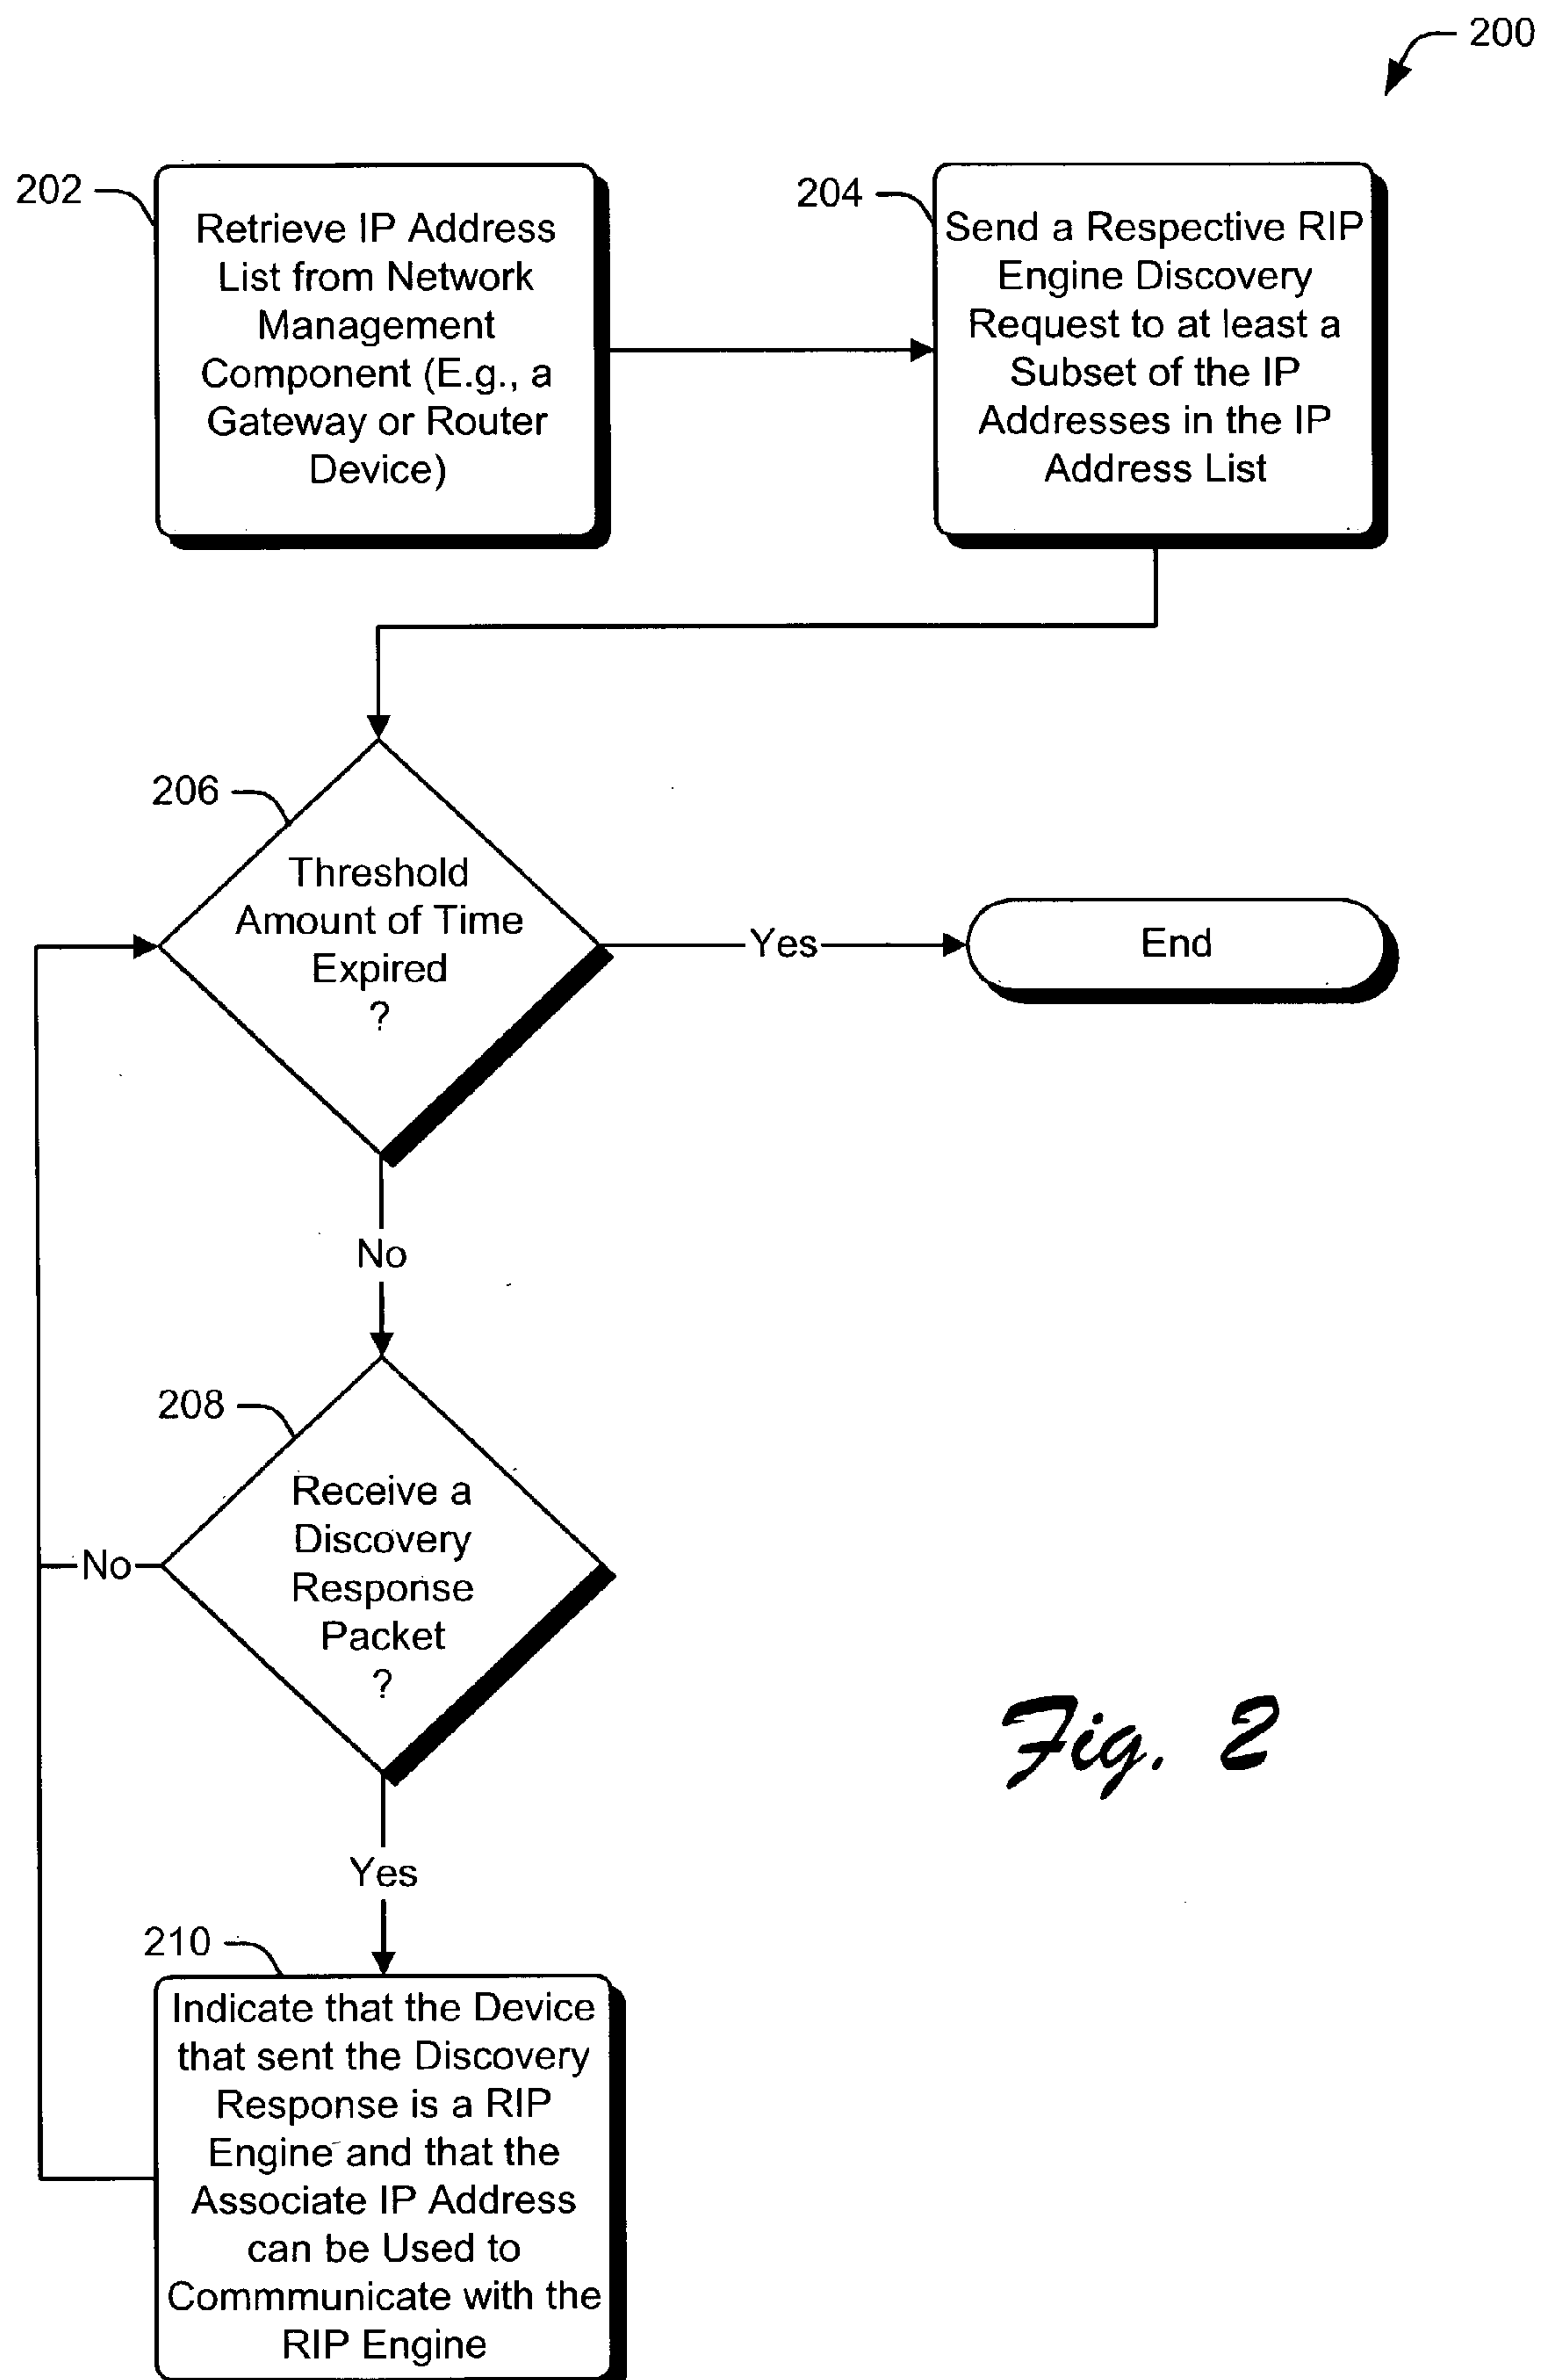 200
202
Retrieve IP Address
List from Network
Management
Component (E.g., a
Gateway or Router
Device)
204
Send a Respective RIP
Engine Discovery
Request to at least a
Subset of the IP
Addresses in the IP
Address List
206
Threshold
Amount of Time
Expired
?
Yes
End
No
208
Receive a
Discovery
Response
Packet
?
No
Yes
210
Indicate that the Device
that sent the Discovery
Response is a RIP
Engine and that the
Associate IP Address
can be Used to
Commmunicate with the
RIP Engine
Fig. 2